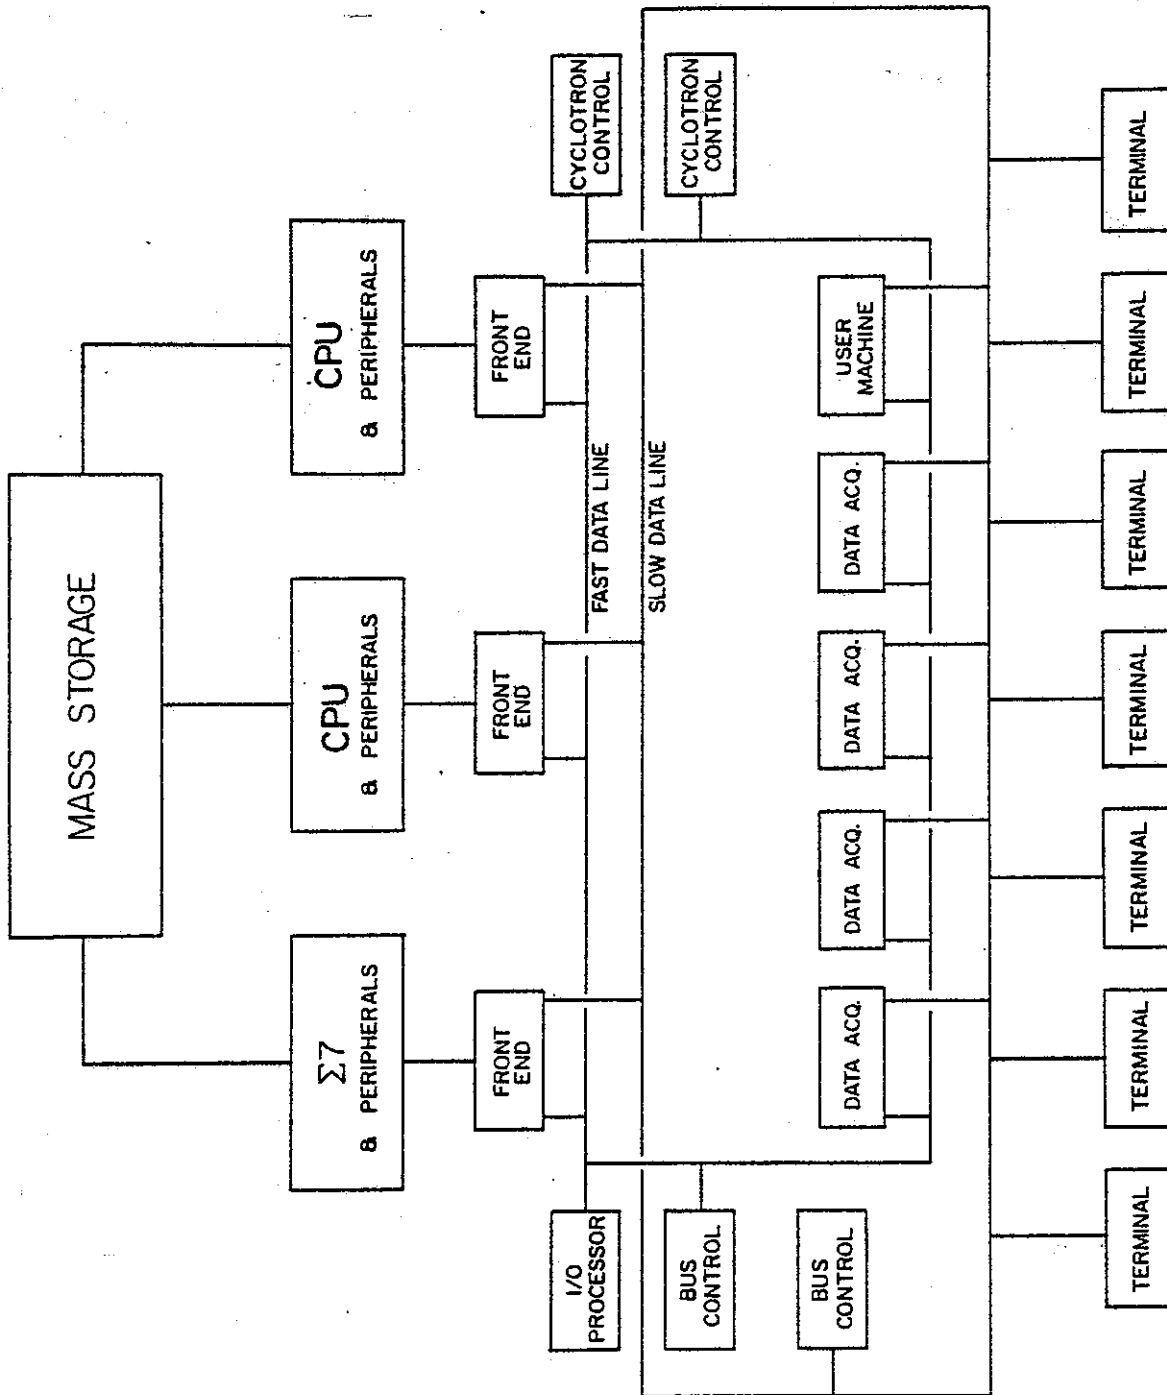 MASS STORAGE
Σ7
& PERIPHERALS
CPU
& PERIPHERALS
CPU
& PERIPHERALS
FRONT
END
FRONT
END
FRONT
END
I/O
PROCESSOR
CYCLOTRON
CONTROL
FAST DATA LINE
SLOW DATA LINE
BUS
CONTROL
CYCLOTRON
CONTROL
BUS
CONTROL
DATA ACQ.
DATA ACQ.
DATA ACQ.
DATA ACQ.
USER
MACHINE
TERMINAL
TERMINAL
TERMINAL
TERMINAL
TERMINAL
TERMINAL
TERMINAL